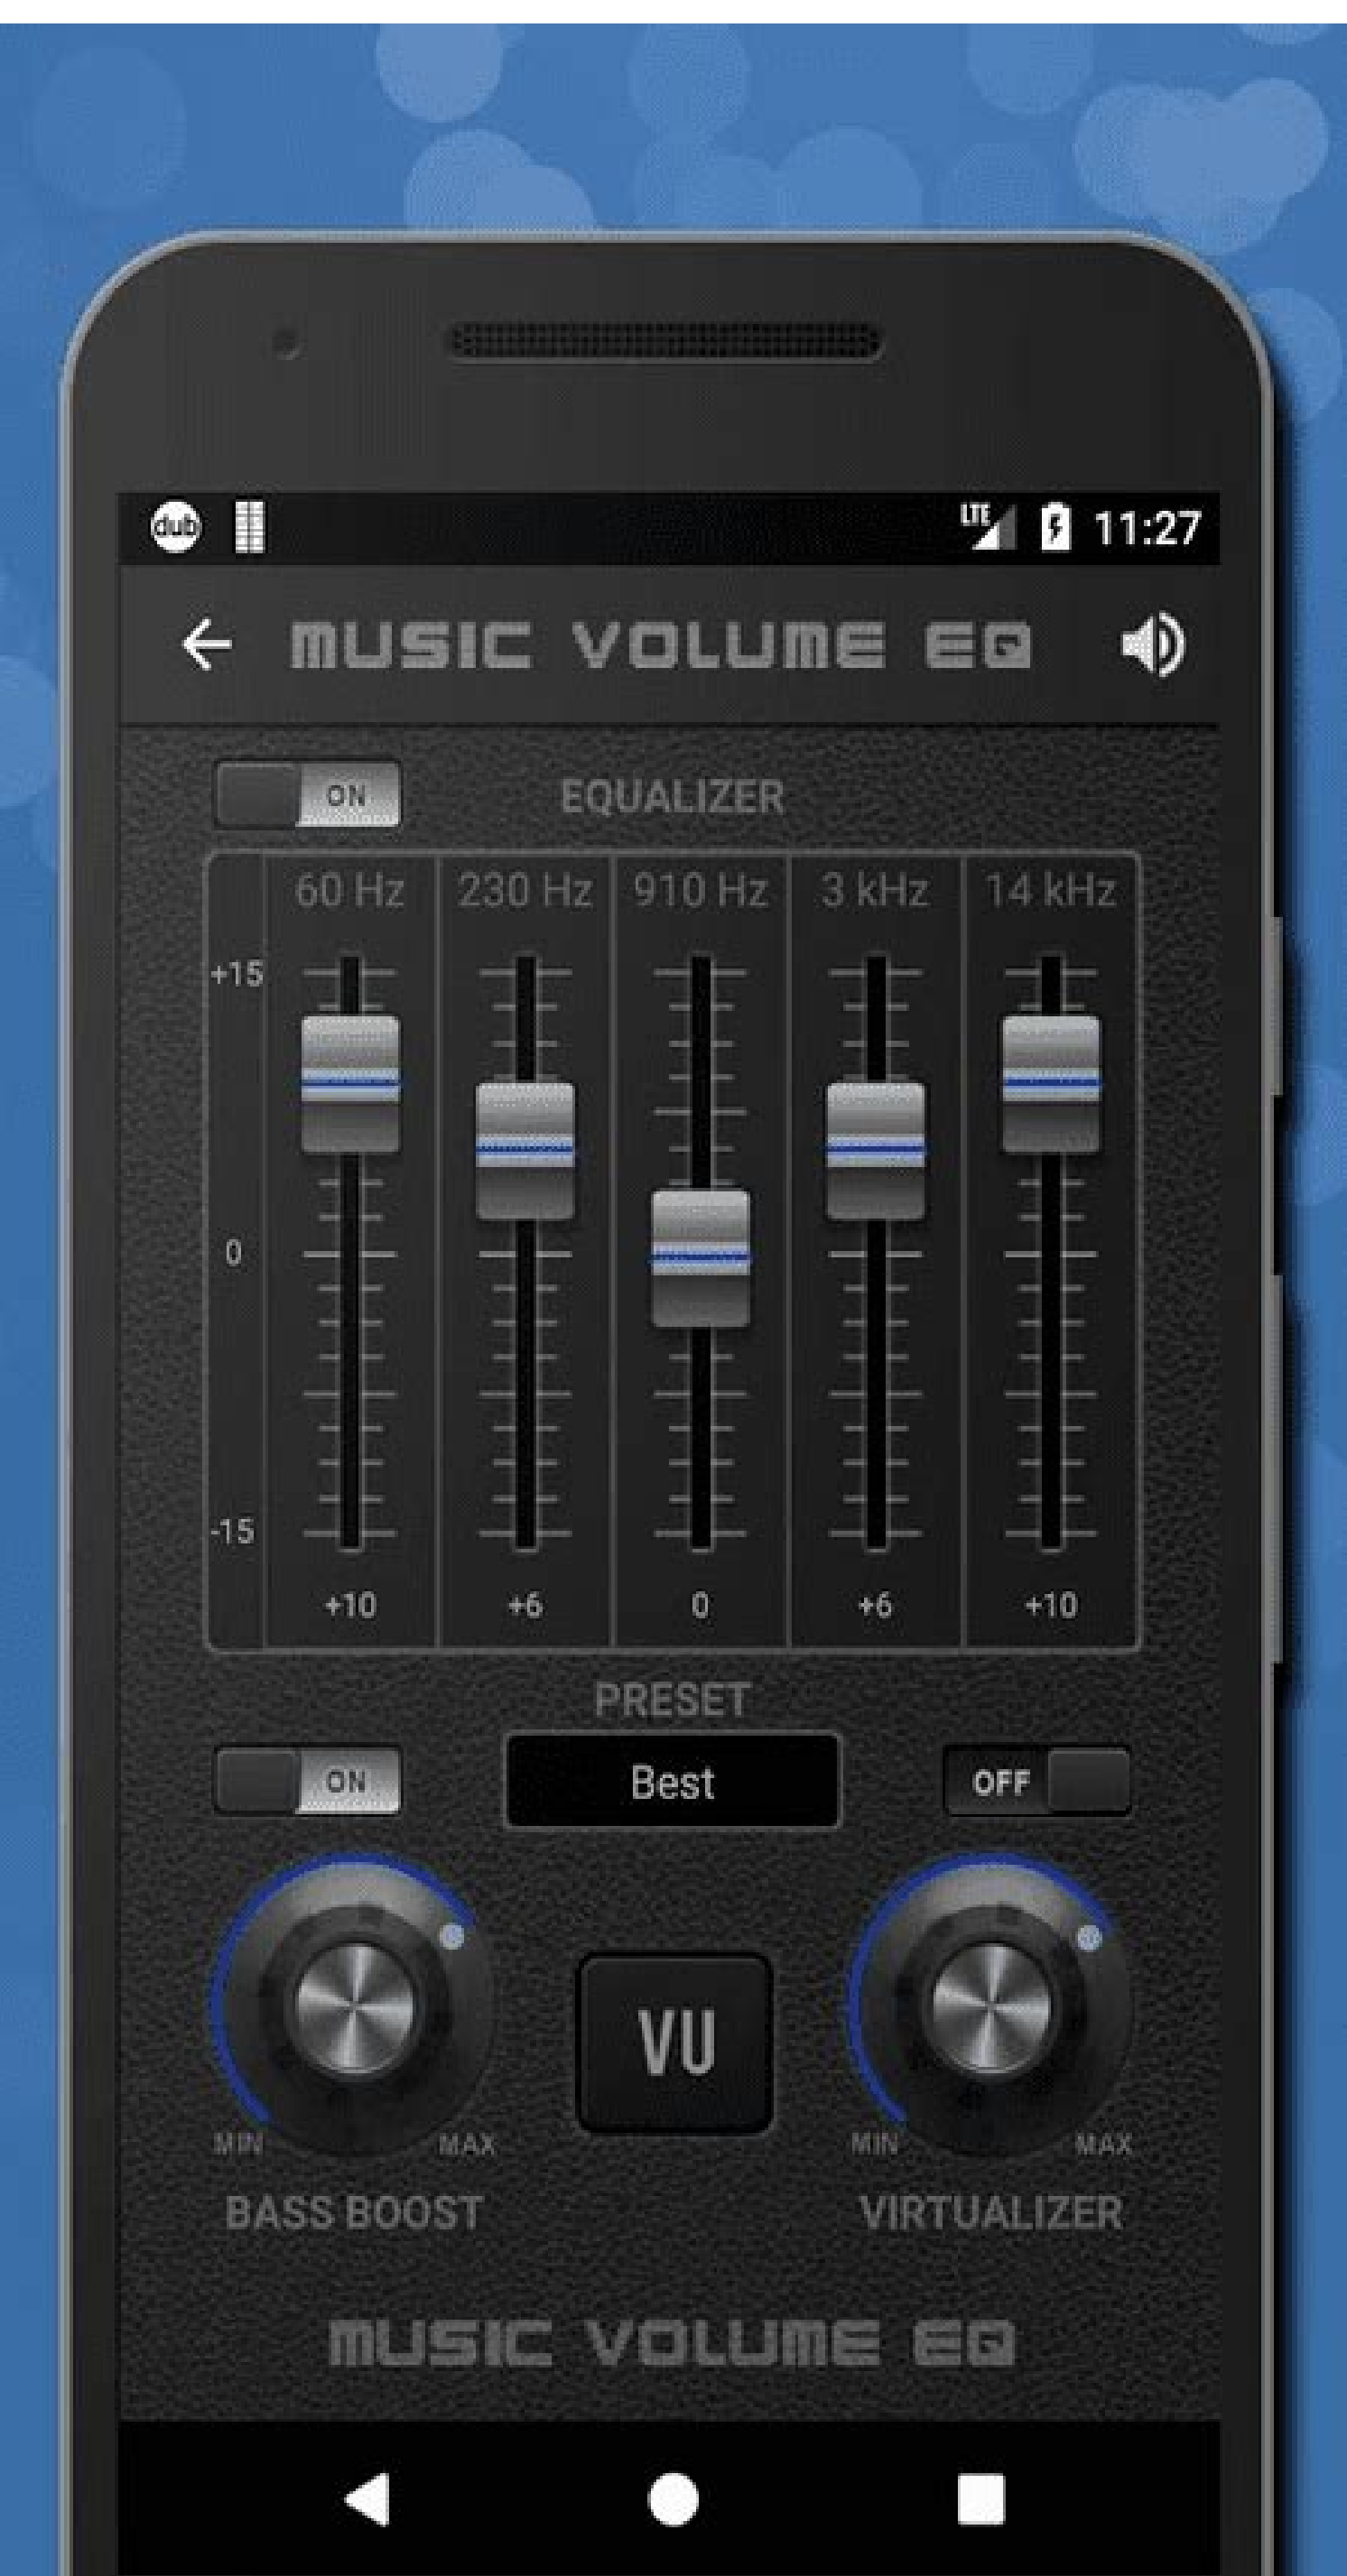 dub LTE 11:27
MUSIC VOLUME EQ
ON EQUALIZER
60 Hz 230 Hz 910 Hz 3 kHz 14 kHz
+15
0
-15
+10 +6 0 +6 +10
PRESET
ON Best OFF
VU
MIN MAX MIN MAX
BASS BOOST VIRTUALIZER
MUSIC VOLUME EQ